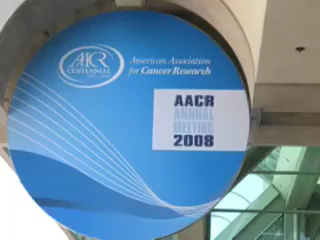 AACR
CENTENNIAL
American Association
for Cancer Research
AACR
ANNUAL
MEETING
2008